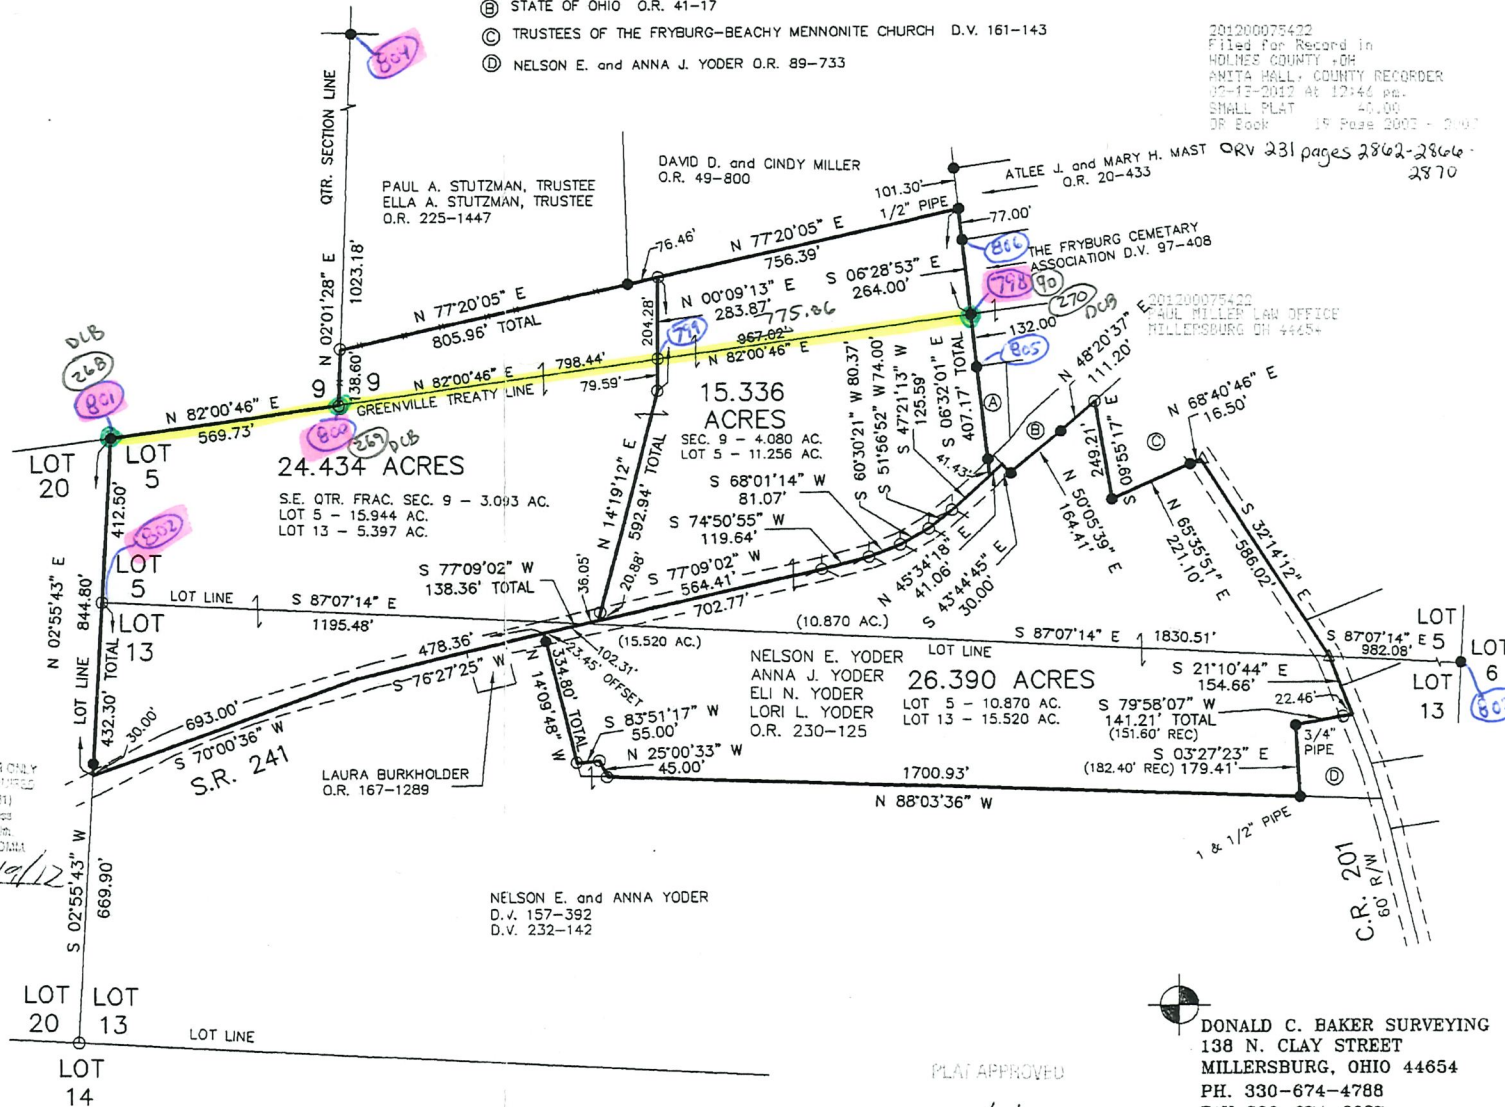 Ⓑ STATE OF OHIO O.R. 41-17
Ⓒ TRUSTEES OF THE FRYBURG-BEACHY MENNONITE CHURCH D.V. 161-143
Ⓓ NELSON E. and ANNA J. YODER O.R. 89-733
201200075422
Filed for Record in
HOLMES COUNTY, OH
ANITA HALL, COUNTY RECORDER
02-13-2012 At 12:46 pm.
SMALL PLAT 40.00
OR Book 19 Page
ORV 231 pages 2862-2866-
2870
804
QTR. SECTION LINE
N 02°01'28" E
1023.18'
138.60'
PAUL A. STUTZMAN, TRUSTEE
ELLA A. STUTZMAN, TRUSTEE
O.R. 225-1447
DAVID D. and CINDY MILLER
O.R. 49-800
ATLEE J. and MARY H. MAST
O.R. 20-433
101.30'
1/2" PIPE
77.00'
806
THE FRYBURG CEMETARY
ASSOCIATION D.V. 97-408
76.46'
N 77°20'05" E
756.39'
S 06°28'53" E
264.00'
798
90
270
DCB
201200075422
PAUL MILLER LAW OFFICE
MILLERSBURG OH 44654
N 77°20'05" E
805.96' TOTAL
N 00°09'13" E
283.87'
204.28'
775.86
967.02'
N 82°00'46" E
799
132.00
805
DCB
268
801
N 82°00'46" E
569.73'
9 9
N 82°00'46" E
798.44'
GREENVILLE TREATY LINE
79.59'
800
269
DCB
15.336
ACRES
SEC. 9 - 4.080 AC.
LOT 5 - 11.256 AC.
S 60°30'21" W 80.37'
S 51°56'52" W 74.00'
S 47°21'13" W
125.59'
S 06°32'01" E
407.17' TOTAL
41.43'
Ⓐ
Ⓑ
N 48°20'37" E
111.20'
N 68°40'46" E
16.50'
Ⓒ
249.21'
S 09°55'17" E
N 65°35'51" E
221.10'
N 50°05'39" E
164.41'
S 32°14'12" E
586.02'
LOT
20
LOT
5
24.434 ACRES
S.E. QTR. FRAC. SEC. 9 - 3.093 AC.
LOT 5 - 15.944 AC.
LOT 13 - 5.397 AC.
412.50'
802
N 14°19'12" E
592.94' TOTAL
S 68°01'14" W
81.07'
S 74°50'55" W
119.64'
N 45°34'18" E
41.06'
S 43°44'45" E
30.00'
N 02°55'43" E
844.80'
LOT
5
LOT
13
S 77°09'02" W
138.36' TOTAL
36.05'
20.88'
S 77°09'02" W
564.41'
702.77'
LOT LINE
S 87°07'14" E
1195.48'
(10.870 AC.)
(15.520 AC.)
S 87°07'14" E 1830.51'
LOT LINE
S 87°07'14" E
982.08'
LOT
5
LOT
6
LOT
13
478.36'
S 76°27'25" W
23.45' OFFSET
102.31'
N 14°09'48" W
334.80' TOTAL
NELSON E. YODER
ANNA J. YODER
ELI N. YODER
LORI L. YODER
O.R. 230-125
26.390 ACRES
LOT 5 - 10.870 AC.
LOT 13 - 15.520 AC.
S 21°10'44" E
154.66'
22.46'
S 79°58'07" W
141.21' TOTAL
(151.60' REC)
3/4"
PIPE
LOT LINE
432.30' TOTAL
30.00'
693.00'
S 70°00'36" W
S.R. 241
S 83°51'17" W
55.00'
N 25°00'33" W
45.00'
LAURA BURKHOLDER
O.R. 167-1289
1700.93'
N 88°03'36" W
S 03°27'23" E
(182.40' REC) 179.41'
Ⓓ
1 & 1/2" PIPE
C.R. 201
60' R/W
ONLY
S 02°55'43" W
669.90'
NELSON E. and ANNA YODER
D.V. 157-392
D.V. 232-142
LOT
20
LOT
13
LOT LINE
LOT
14
PLAT APPROVED
DONALD C. BAKER SURVEYING
138 N. CLAY STREET
MILLERSBURG, OHIO 44654
PH. 330-674-4788